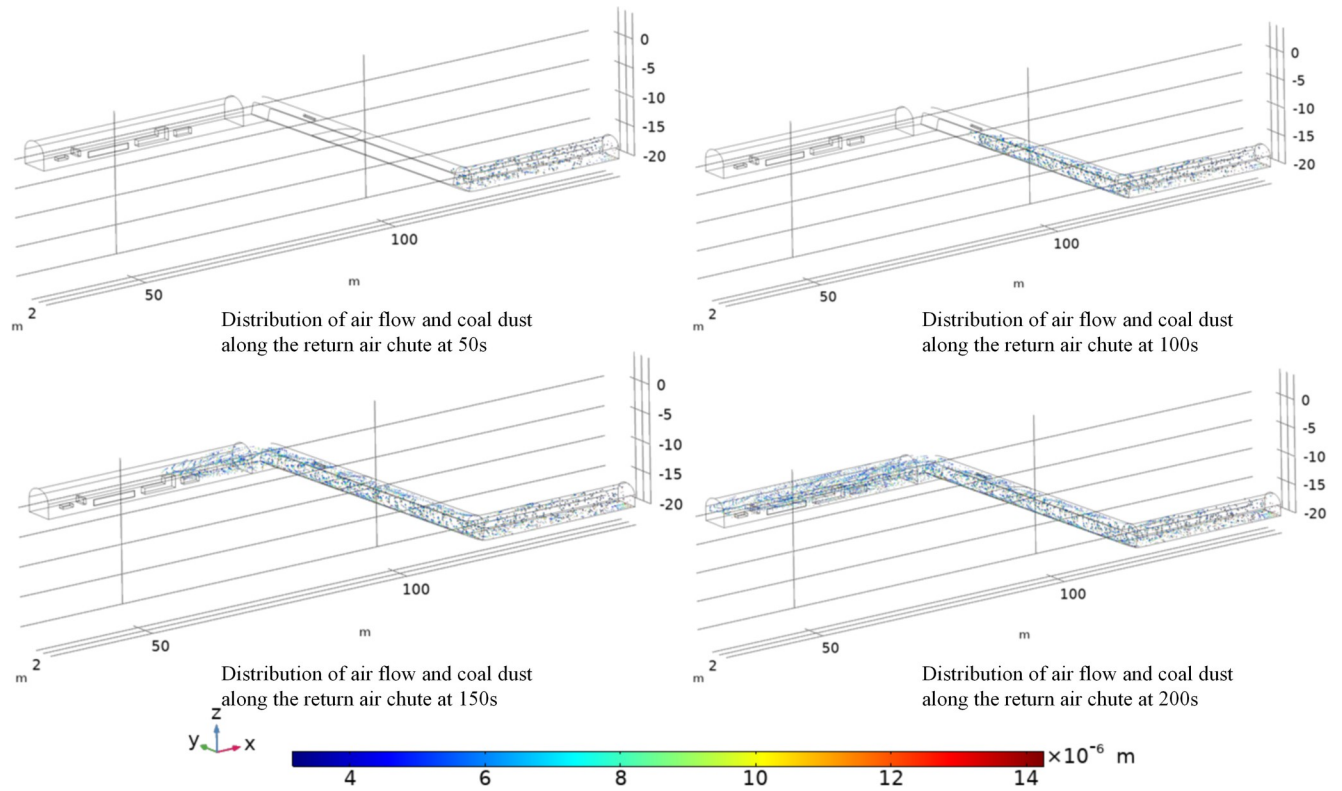 0
-5
-10
-15
-20
100
50
m
m 2
Distribution of air flow and coal dust
along the return air chute at 50s
0
-5
-10
-15
-20
100
50
m
m 2
Distribution of air flow and coal dust
along the return air chute at 100s
0
-5
-10
-15
-20
100
50
m
m 2
Distribution of air flow and coal dust
along the return air chute at 150s
0
-5
-10
-15
-20
100
50
m
m 2
Distribution of air flow and coal dust
along the return air chute at 200s
z
y x
4 6 8 10 12 14 ×10⁻⁶ m